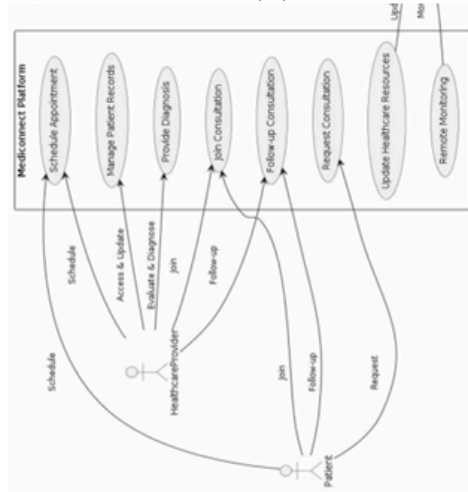 Mediconnect Platform
Schedule Appointment
Manage Patient Records
Provide Diagnosis
Join Consultation
Follow-up Consultation
Request Consultation
Update Healthcare Resources
Remote Monitoring
Schedule
Access & Update
Evaluate & Diagnose
Join
Follow-up
HealthcareProvider
Schedule
Join
Follow-up
Request
Patient